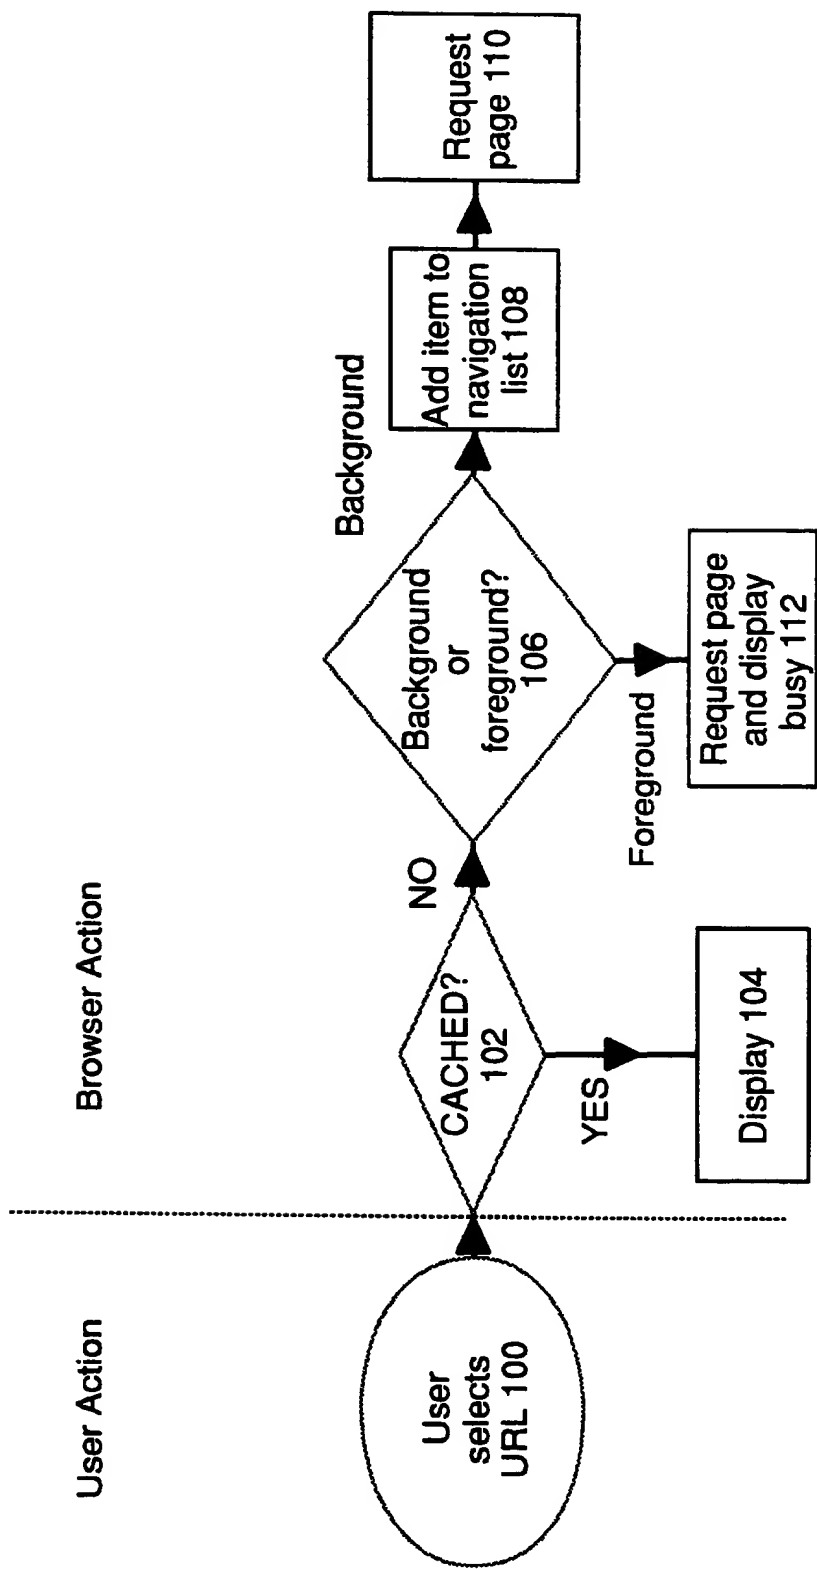 User Action
Browser Action
User
selects
URL 100
CACHED?
102
YES
Display 104
NO
Background
or
foreground?
106
Foreground
Request page
and display
busy 112
Background
Add item to
navigation
list 108
Request
page 110